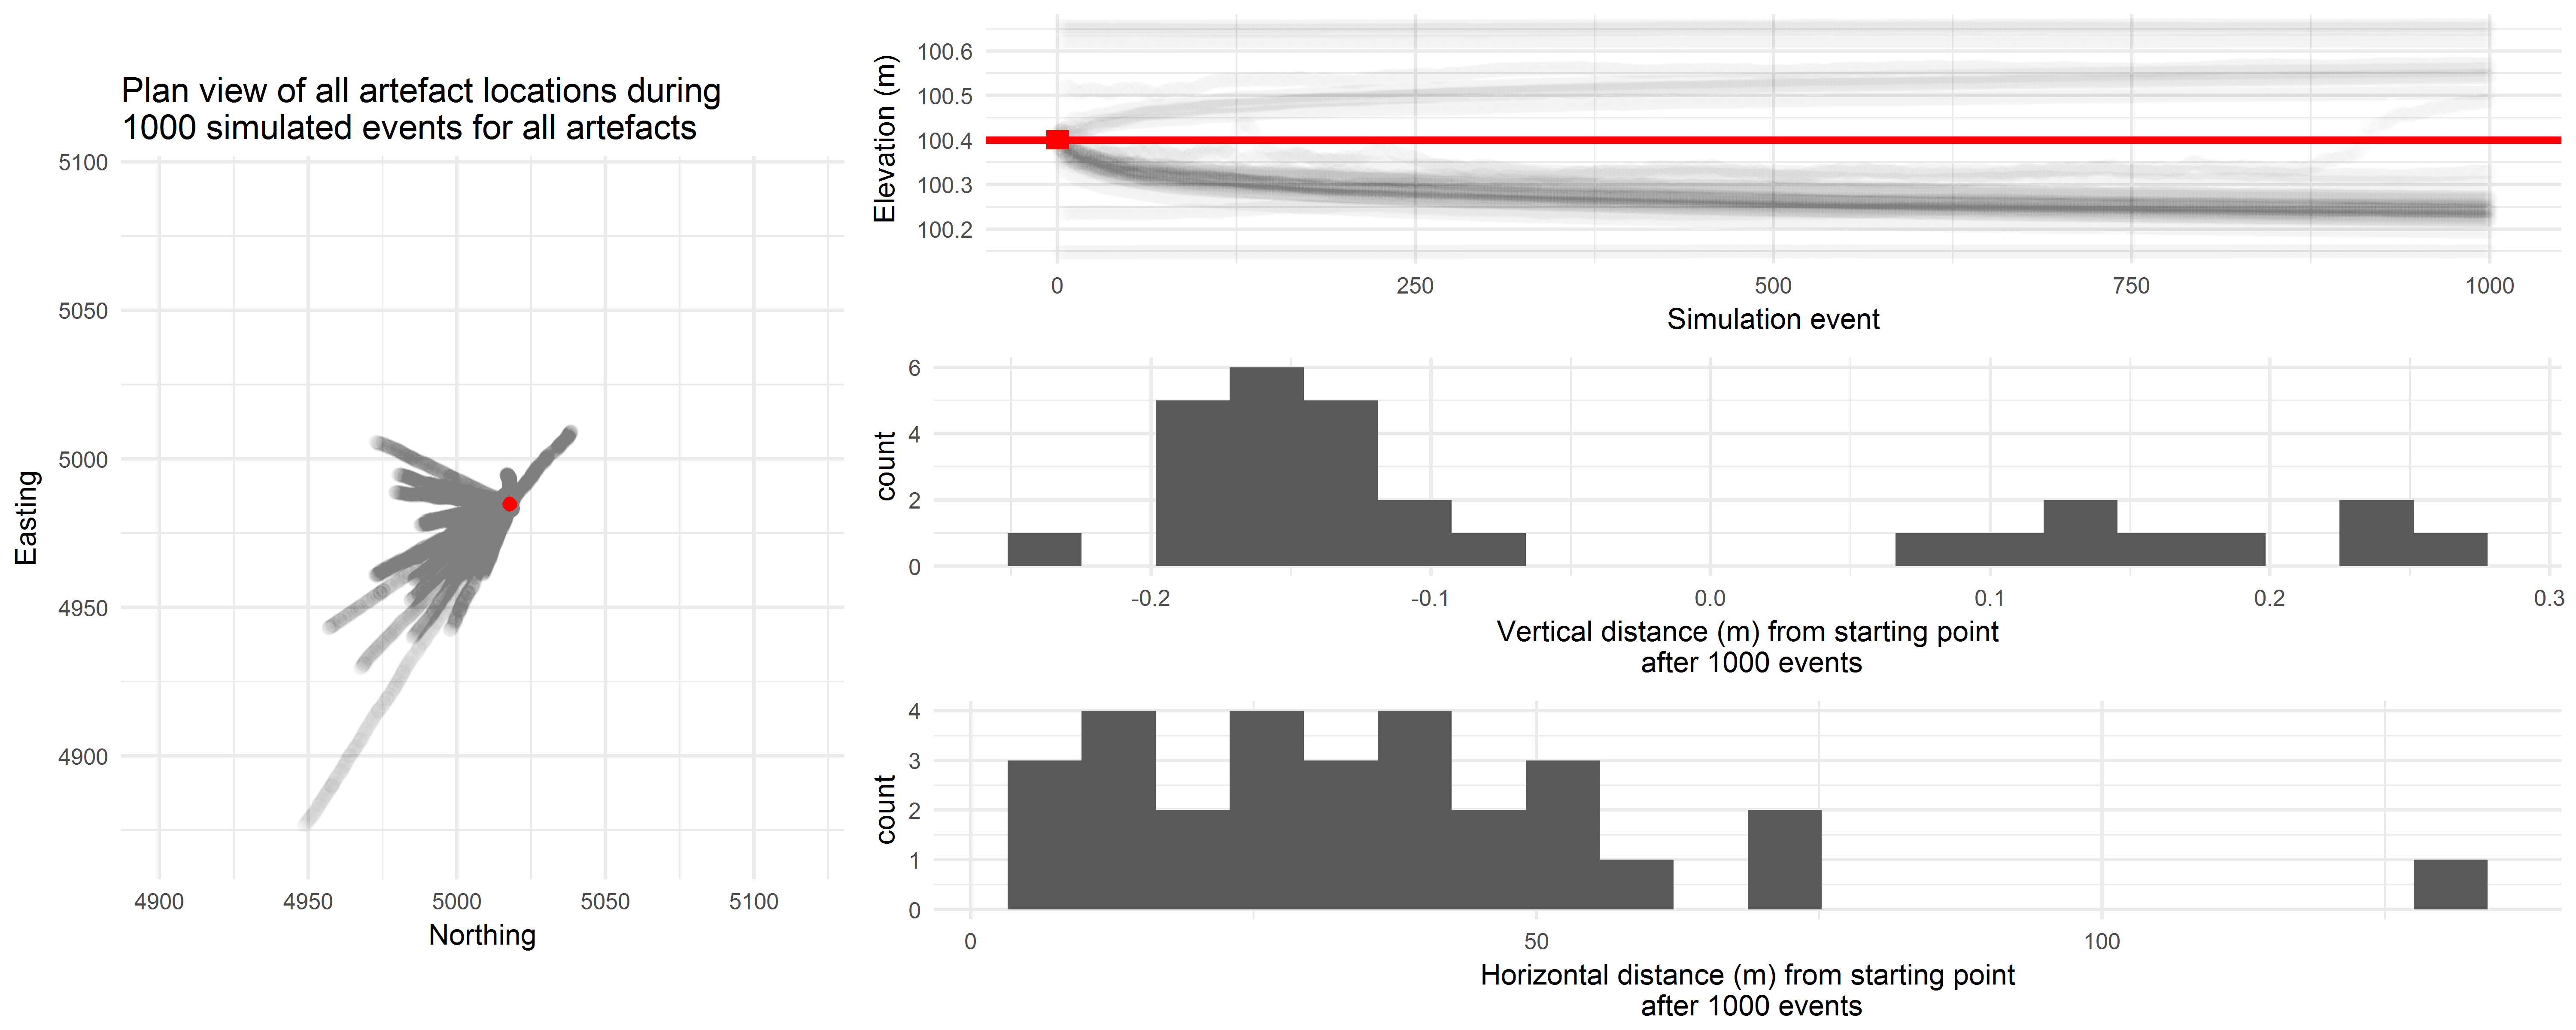 Plan view of all artefact locations during
1000 simulated events for all artefacts
5100
5050
5000
4950
4900
Easting
4900 4950 5000 5050 5100
Northing
100.6
100.5
100.4
100.3
100.2
Elevation (m)
0 250 500 750 1000
Simulation event
6
4
2
0
count
-0.2 -0.1 0.0 0.1 0.2 0.3
Vertical distance (m) from starting point
after 1000 events
4
3
2
1
0
count
0 50 100
Horizontal distance (m) from starting point
after 1000 events